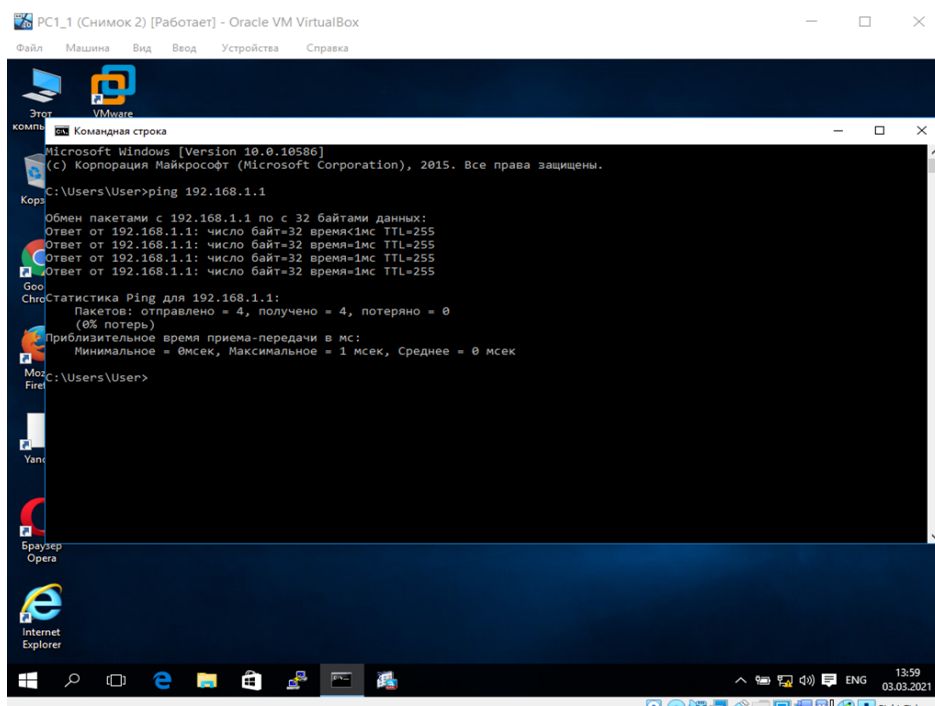 PC1_1 (Снимок 2) [Работает] - Oracle VM VirtualBox
Файл Машина Вид Ввод Устройства Справка
Этот
VMware
Командная строка
Microsoft Windows [Version 10.0.10586]
(c) Корпорация Майкрософт (Microsoft Corporation), 2015. Все права защищены.
C:\Users\User>ping 192.168.1.1
Обмен пакетами с 192.168.1.1 по с 32 байтами данных:
Ответ от 192.168.1.1: число байт=32 время<1мс TTL=255
Ответ от 192.168.1.1: число байт=32 время=1мс TTL=255
Ответ от 192.168.1.1: число байт=32 время=1мс TTL=255
Ответ от 192.168.1.1: число байт=32 время=1мс TTL=255
Статистика Ping для 192.168.1.1:
Пакетов: отправлено = 4, получено = 4, потеряно = 0
(0% потерь)
Приблизительное время приема-передачи в мс:
Минимальное = 0мсек, Максимальное = 1 мсек, Среднее = 0 мсек
C:\Users\User>
Браузер
Opera
Internet
Explorer
ENG
13:59
03.03.2021